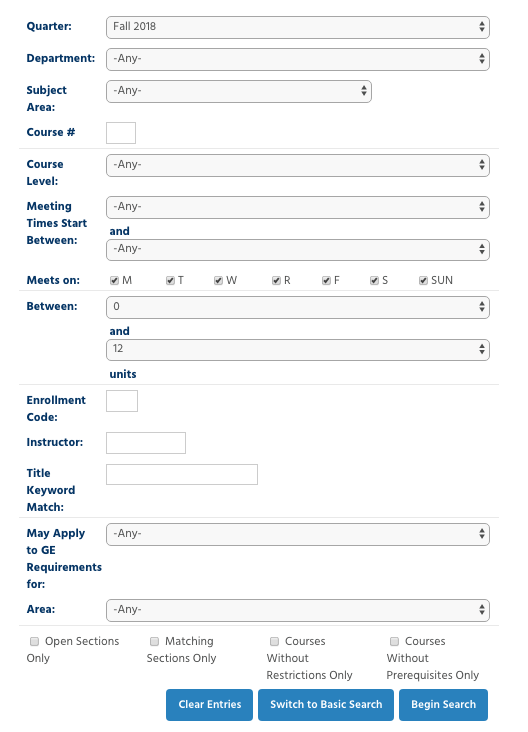 Quarter: Fall 2018
Department: -Any-
Subject -Any-
Area:
Course #
Course -Any-
Level:
Meeting -Any-
Times Start and
Between: -Any-
Meets on: M T W R F S SUN
Between: 0
and
12
units
Enrollment
Code:
Instructor:
Title
Keyword
Match:
May Apply -Any-
to GE
Requirements
for:
Area: -Any-
Open Sections Matching Courses Courses
Only Sections Only Without Without
Restrictions Only Prerequisites Only
Clear Entries Switch to Basic Search Begin Search